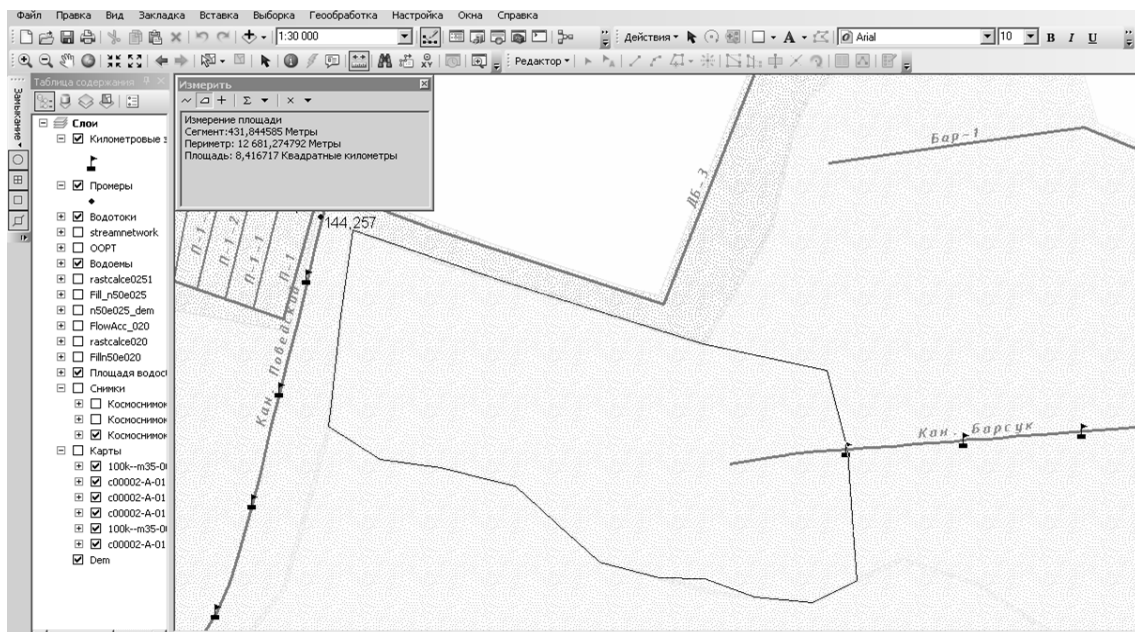 Файл Правка Вид Закладка Вставка Выборка Геообработка Настройка Окна Справка
1:30 000 Действия Arial 10 B I U
Редактор
Замыкание
Таблица содержания
Слои
Километровые з
Промеры
Водотоки
streamnetwork
ООРТ
Водоемы
rastcalce0251
Fill_n50e025
n50e025_dem
FlowAcc_020
rastcalce020
Filln50e020
Площадя водосб
Снимки
Космоснимок
Космоснимок
Космоснимок
Карты
100k--m35-0
c00002-A-01
c00002-A-01
c00002-A-01
100k--m35-0
c00002-A-01
Dem
Измерить
Измерение площади
Сегмент:431,844585 Метры
Периметр: 12 681,274792 Метры
Площадь: 8,416717 Квадратные километры
144,257
П-1
П-1-2
П-1-1
П-1
Кан. Победский
ДБ-3
Бар-1
Кан. Барсук